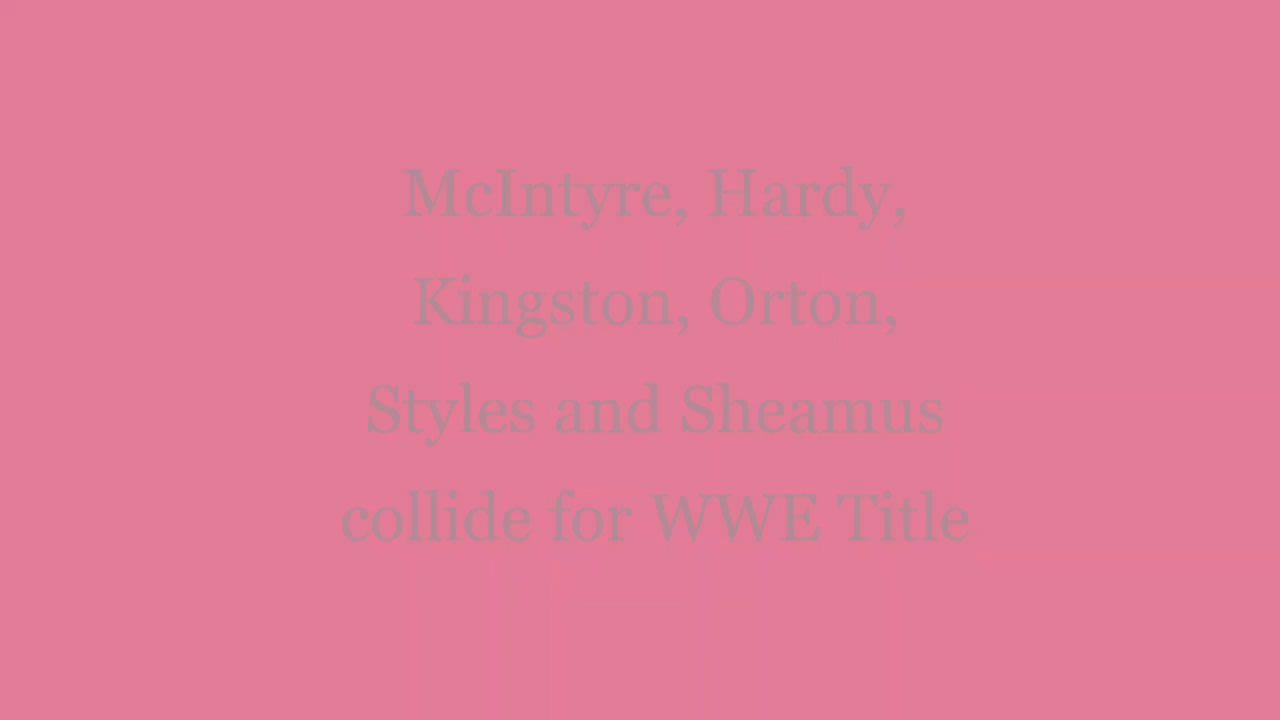 McIntyre, Hardy,
Kingston, Orton,
Styles and Sheamus
collide for WWE Title